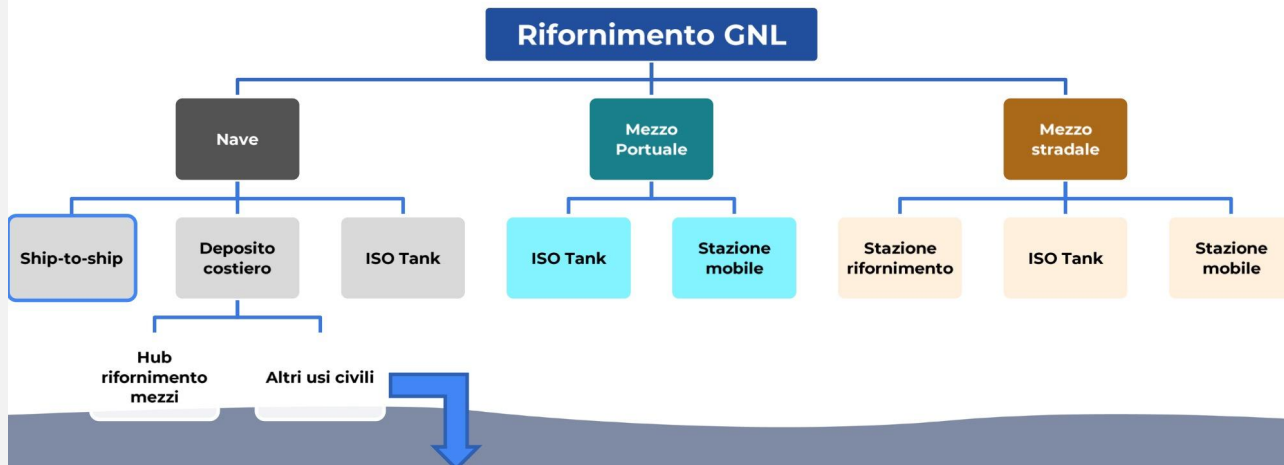 Rifornimento GNL
Nave
Mezzo
Portuale
Mezzo
stradale
Ship-to-ship
Deposito
costiero
ISO Tank
ISO Tank
Stazione
mobile
Stazione
rifornimento
ISO Tank
Stazione
mobile
Hub
rifornimento
mezzi
Altri usi civili